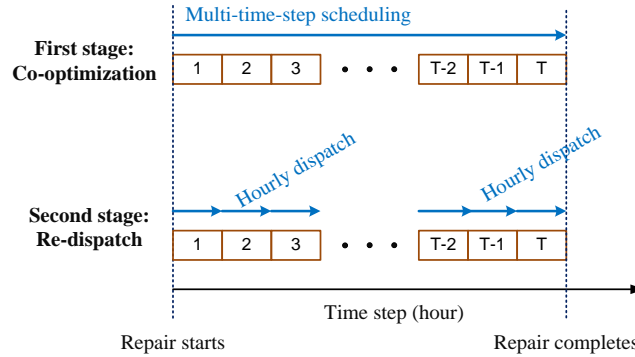 Multi-time-step scheduling
First stage:
Co-optimization
1 2 3 • • • T-2 T-1 T
Hourly dispatch Hourly dispatch
Second stage:
Re-dispatch
1 2 3 • • • T-2 T-1 T
Time step (hour)
Repair starts Repair completes